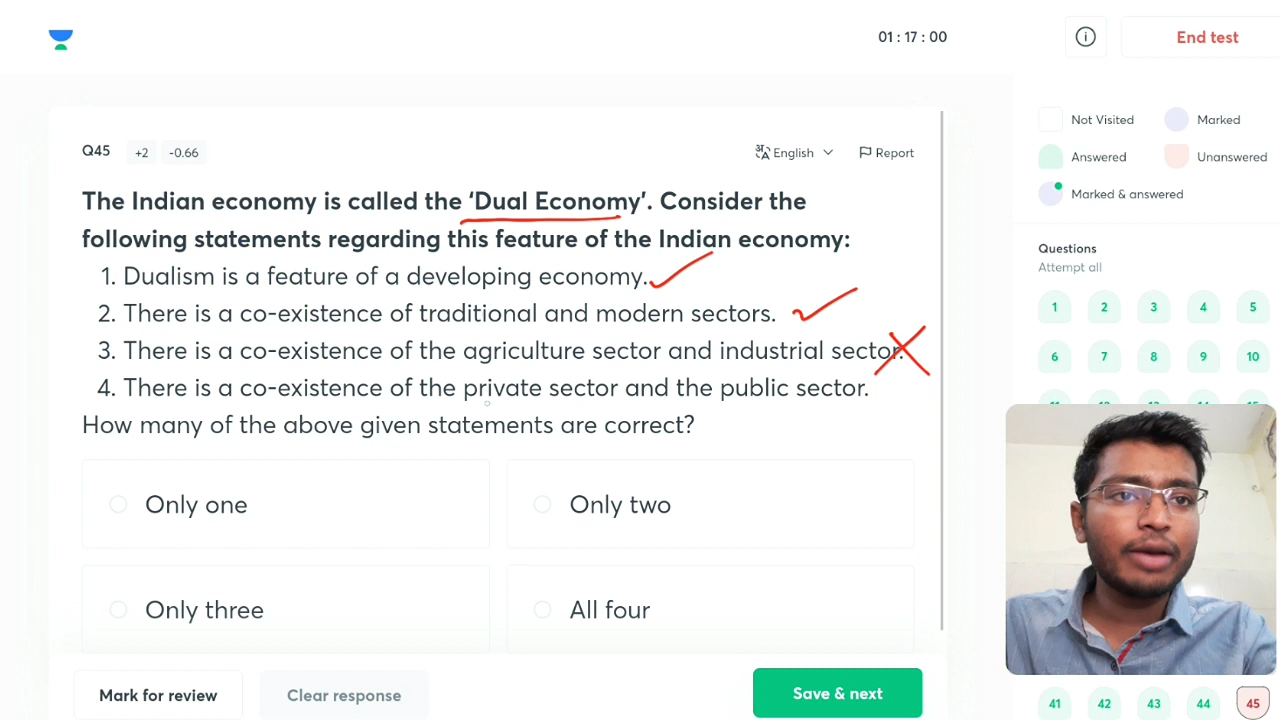 01 : 17 : 00
End test
Q45
+2
-0.66
English
Report
The Indian economy is called the ‘Dual Economy’. Consider the
following statements regarding this feature of the Indian economy:
1. Dualism is a feature of a developing economy.
2. There is a co-existence of traditional and modern sectors.
3. There is a co-existence of the agriculture sector and industrial sector.
4. There is a co-existence of the private sector and the public sector.
How many of the above given statements are correct?
Only one
Only two
Only three
All four
Mark for review
Clear response
Save & next
Not Visited
Marked
Answered
Unanswered
Marked & answered
Questions
Attempt all
1 2 3 4 5
6 7 8 9 10
41 42 43 44 45